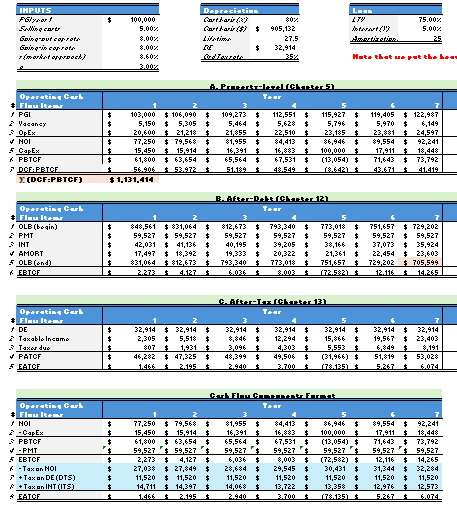 INPUTS
PGI year 1 $ 100,000
Selling costs 5.00%
Going-out cap rate 8.00%
Going-in cap rate 8.00%
r (market approach) 8.60%
g 3.00%
Depreciation
Cost basis (%) 80%
Cost basis ($) $ 905,132
Lifetime 27.5
DE $ 32,914
Ord Tax rate 35%
Loan
LTV 75.00%
Interest (Y) 5.00%
Amortization 25
Note that we put the
A. Property-level (Chapter 5)
Operating Cash Year
# Flow Items 1 2 3 4 5 6 7
1 PGI $ 103,000 $ 106,090 $ 109,273 $ 112,551 $ 115,927 $ 119,405 $ 122,987
2 Vacancy $ 5,150 $ 5,305 $ 5,464 $ 5,628 $ 5,796 $ 5,970 $ 6,149
3 OpEx $ 20,600 $ 21,218 $ 21,855 $ 22,510 $ 23,185 $ 23,881 $ 24,597
4 NOI $ 77,250 $ 79,568 $ 81,955 $ 84,413 $ 86,946 $ 89,554 $ 92,241
5 CapEx $ 15,450 $ 15,914 $ 16,391 $ 16,883 $ 100,000 $ 17,911 $ 18,448
6 PBTCF $ 61,800 $ 63,654 $ 65,564 $ 67,531 $ (13,054) $ 71,643 $ 73,792
7 DCF: PBTCF $ 56,906 $ 53,972 $ 51,189 $ 48,549 $ (8,642) $ 43,671 $ 41,419
∑ (DCF:PBTCF) $ 1,131,414
B. After-Debt (Chapter 12)
Operating Cash Year
# Flow Items 1 2 3 4 5 6 7
1 OLB (begin) $ 848,561 $ 831,064 $ 812,673 $ 793,340 $ 773,018 $ 751,657 $ 729,202
2 PMT $ 59,527 $ 59,527 $ 59,527 $ 59,527 $ 59,527 $ 59,527 $ 59,527
3 INT $ 42,031 $ 41,136 $ 40,195 $ 39,205 $ 38,166 $ 37,073 $ 35,924
4 AMORT $ 17,497 $ 18,392 $ 19,333 $ 20,322 $ 21,361 $ 22,454 $ 23,603
5 OLB (end) $ 831,064 $ 812,673 $ 793,340 $ 773,018 $ 751,657 $ 729,202 $ 705,599
6 EBTCF $ 2,273 $ 4,127 $ 6,036 $ 8,003 $ (72,582) $ 12,116 $ 14,265
C. After-Tax (Chapter 13)
Operating Cash Year
# Flow Items 1 2 3 4 5 6 7
1 DE $ 32,914 $ 32,914 $ 32,914 $ 32,914 $ 32,914 $ 32,914 $ 32,914
2 Taxable Income $ 2,305 $ 5,518 $ 8,846 $ 12,294 $ 15,866 $ 19,567 $ 23,403
3 Taxes due $ 807 $ 1,931 $ 3,096 $ 4,303 $ 5,553 $ 6,849 $ 8,191
4 PATCF $ 46,282 $ 47,325 $ 48,399 $ 49,506 $ (31,966) $ 51,819 $ 53,028
5 EATCF $ 1,466 $ 2,195 $ 2,940 $ 3,700 $ (78,135) $ 5,267 $ 6,074
Cash Flow Components Format
Operating Cash Year
# Flow Items 1 2 3 4 5 6 7
1 NOI $ 77,250 $ 79,568 $ 81,955 $ 84,413 $ 86,946 $ 89,554 $ 92,241
2 - CapEx $ 15,450 $ 15,914 $ 16,391 $ 16,883 $ 100,000 $ 17,911 $ 18,448
3 PBTCF $ 61,800 $ 63,654 $ 65,564 $ 67,531 $ (13,054) $ 71,643 $ 73,792
4 - PMT $ 59,527 $ 59,527 $ 59,527 $ 59,527 $ 59,527 $ 59,527 $ 59,527
5 EBTCF $ 2,273 $ 4,127 $ 6,036 $ 8,003 $ (72,582) $ 12,116 $ 14,265
6 - Tax on NOI $ 27,038 $ 27,849 $ 28,684 $ 29,545 $ 30,431 $ 31,344 $ 32,284
7 + Tax on DE (DTS) $ 11,520 $ 11,520 $ 11,520 $ 11,520 $ 11,520 $ 11,520 $ 11,520
8 + Tax on INT (ITS) $ 14,711 $ 14,397 $ 14,068 $ 13,722 $ 13,358 $ 12,976 $ 12,573
9 EATCF $ 1,466 $ 2,195 $ 2,940 $ 3,700 $ (78,135) $ 5,267 $ 6,074